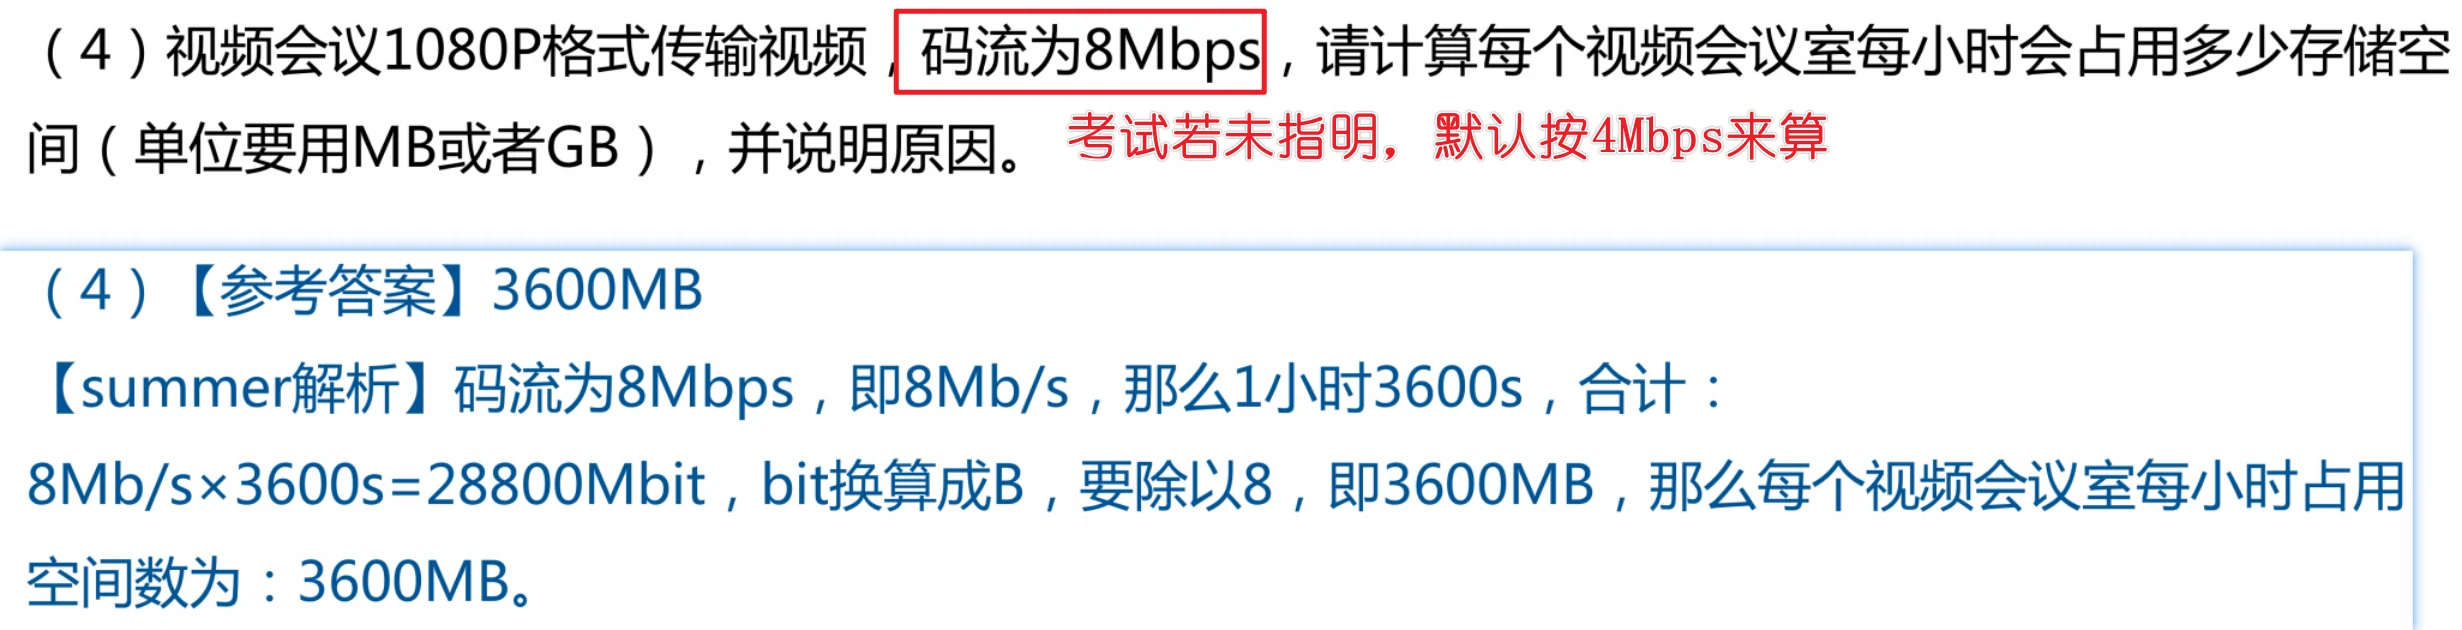 （4）视频会议1080P格式传输视频，码流为8Mbps，请计算每个视频会议室每小时会占用多少存储空
间（单位要用MB或者GB），并说明原因。 考试若未指明，默认按4Mbps来算
（4）【参考答案】3600MB
【summer解析】码流为8Mbps，即8Mb/s，那么1小时3600s，合计：
8Mb/s×3600s=28800Mbit，bit换算成B，要除以8，即3600MB，那么每个视频会议室每小时占用
空间数为：3600MB。